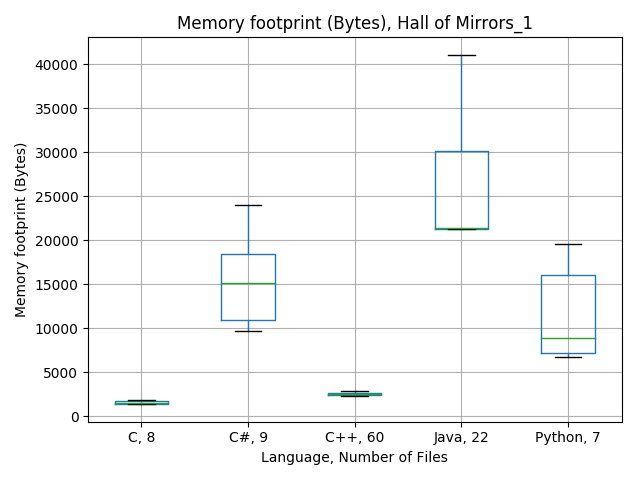 Memory footprint (Bytes), Hall of Mirrors_1
Memory footprint (Bytes)
40000
35000
30000
25000
20000
15000
10000
5000
0
C, 8
C#, 9
C++, 60
Java, 22
Python, 7
Language, Number of Files